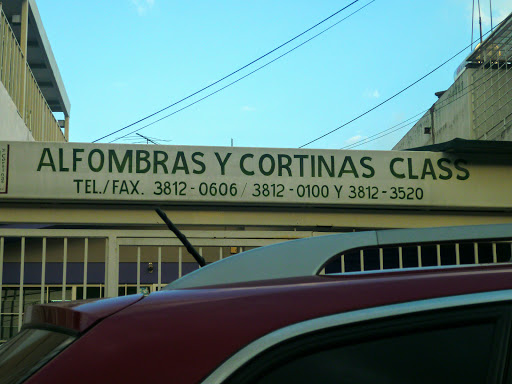 ALFOMBRAS Y CORTINAS CLASS
TEL./FAX. 3812-0606 / 3812-0100 Y 3812-3520